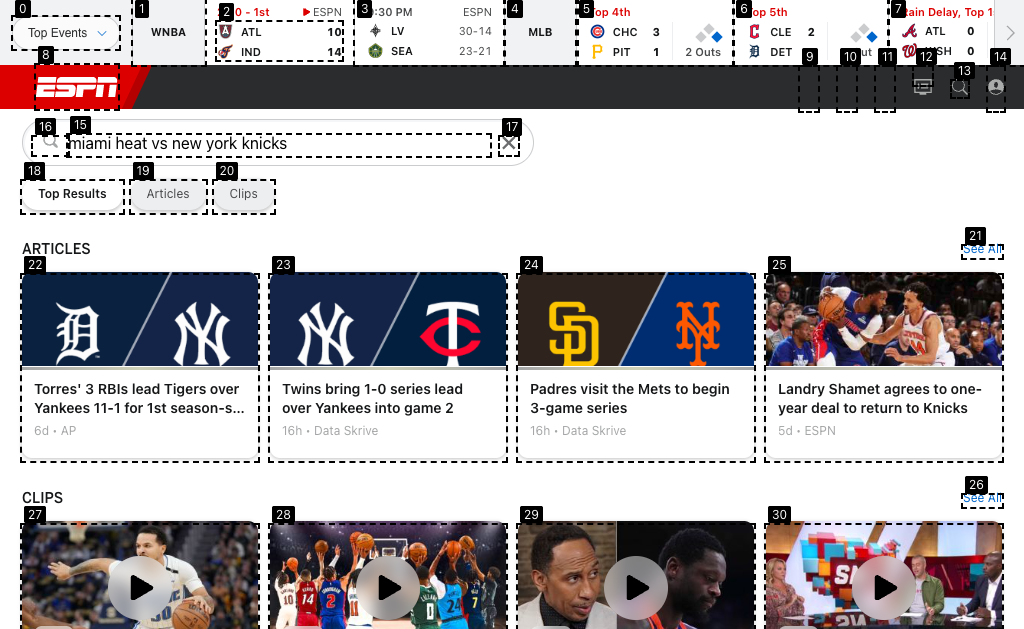 0
1
2
3
4
5
6
7
Top Events
WNBA
0 - 1st
ESPN
ATL 10
IND 14
:30 PM
ESPN
LV 30-14
SEA 23-21
MLB
Top 4th
CHC 3
PIT 1
2 Outs
Top 5th
CLE 2
DET
Rain Delay, Top 1
ATL 0
0
8
ESPN
9
10
11
12
13
14
16
15
17
miami heat vs new york knicks
18
19
20
Top Results
Articles
Clips
ARTICLES
21
See All
22
23
24
25
Torres' 3 RBIs lead Tigers over
Yankees 11-1 for 1st season-s...
6d • AP
Twins bring 1-0 series lead
over Yankees into game 2
16h • Data Skrive
Padres visit the Mets to begin
3-game series
16h • Data Skrive
Landry Shamet agrees to one-
year deal to return to Knicks
5d • ESPN
CLIPS
26
See All
27
28
29
30